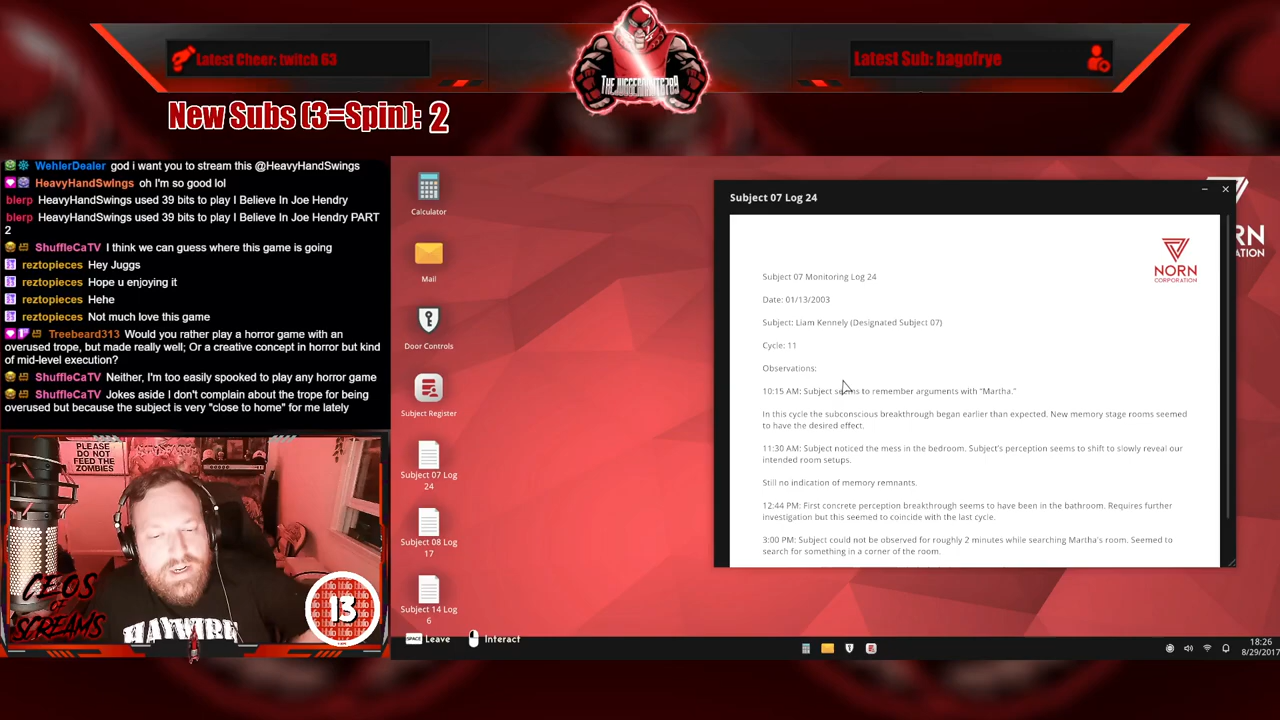 Latest Cheer: twitch 63
THEJUGGERNAUT6789
Latest Sub: bagofrye
New Subs (3=Spin): 2
WehlerDealer god i want you to stream this @HeavyHandSwings
HeavyHandSwings oh I'm so good lol
blerp HeavyHandSwings used 39 bits to play I Believe In Joe Hendry
blerp HeavyHandSwings used 39 bits to play I Believe In Joe Hendry PART
2
ShuffleCaTV I think we can guess where this game is going
reztopieces Hey Juggs
reztopieces Hope u enjoying it
reztopieces Hehe
reztopieces Not much love this game
Treebeard313 Would you rather play a horror game with an
overused trope, but made really well; Or a creative concept in horror but kind
of mid-level execution?
ShuffleCaTV Neither, I'm too easily spooked to play any horror game
ShuffleCaTV Jokes aside I don't complain about the trope for being
overused but because the subject is very "close to home" for me lately
PLEASE
DO NOT
FEED THE
ZOMBIES
CEOS
OF
SCREAMS
HAYWIRE
13
Calculator
Mail
Door Controls
Subject Register
Subject 07 Log
24
Subject 08 Log
17
Subject 14 Log
6
SPACE Leave
Interact
Subject 07 Log 24
NORN
CORPORATION
Subject 07 Monitoring Log 24
Date: 01/13/2003
Subject: Liam Kennely (Designated Subject 07)
Cycle: 11
Observations:
10:15 AM: Subject seems to remember arguments with "Martha."
In this cycle the subconscious breakthrough began earlier than expected. New memory stage rooms seemed
to have the desired effect.
11:30 AM: Subject noticed the mess in the bedroom. Subject's perception seems to shift to slowly reveal our
intended room setups.
Still no indication of memory remnants.
12:44 PM: First concrete perception breakthrough seems to have been in the bathroom. Requires further
investigation but this seemed to coincide with the last cycle.
3:00 PM: Subject could not be observed for roughly 2 minutes while searching Martha's room. Seemed to
search for something in a corner of the room.
18:26
8/29/2017